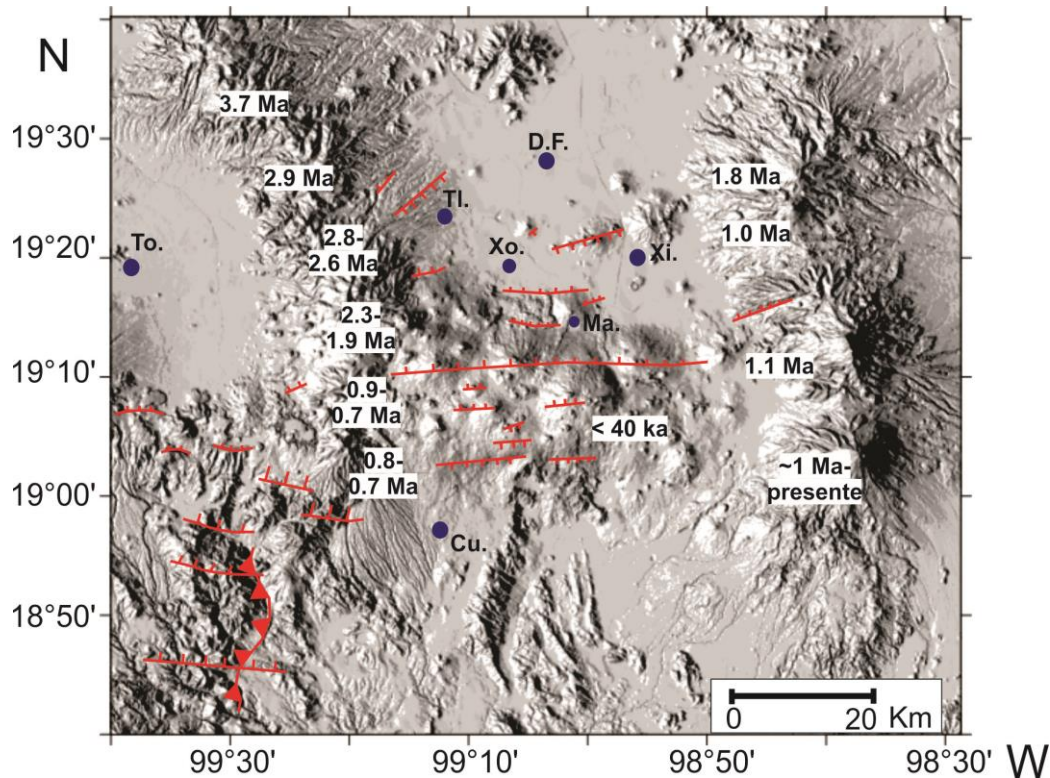 N
3.7 Ma
19°30'
D.F.
2.9 Ma
1.8 Ma
Tl.
To.
19°20'
2.8-
2.6 Ma
Xo.
Xi.
1.0 Ma
2.3-
1.9 Ma
Ma.
19°10'
0.9-
0.7 Ma
1.1 Ma
< 40 ka
0.8-
0.7 Ma
~1 Ma-
presente
19°00'
Cu.
18°50'
0 20 Km
99°30' 99°10' 98°50' 98°30' W